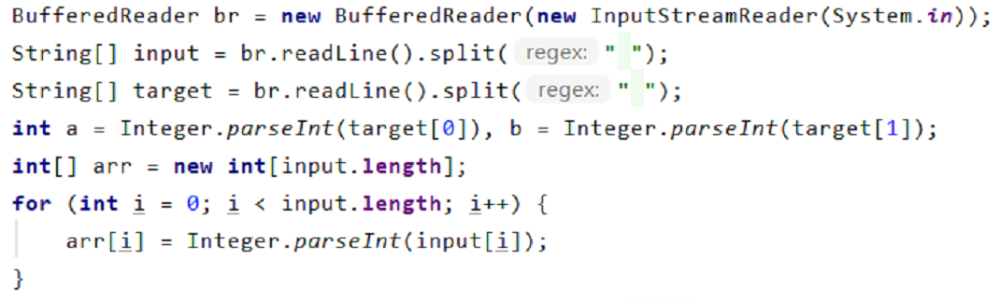 BufferedReader br = new BufferedReader(new InputStreamReader(System.in));
String[] input = br.readLine().split( regex: " ");
String[] target = br.readLine().split( regex: " ");
int a = Integer.parseInt(target[0]), b = Integer.parseInt(target[1]);
int[] arr = new int[input.length];
for (int i = 0; i < input.length; i++) {
    arr[i] = Integer.parseInt(input[i]);
}